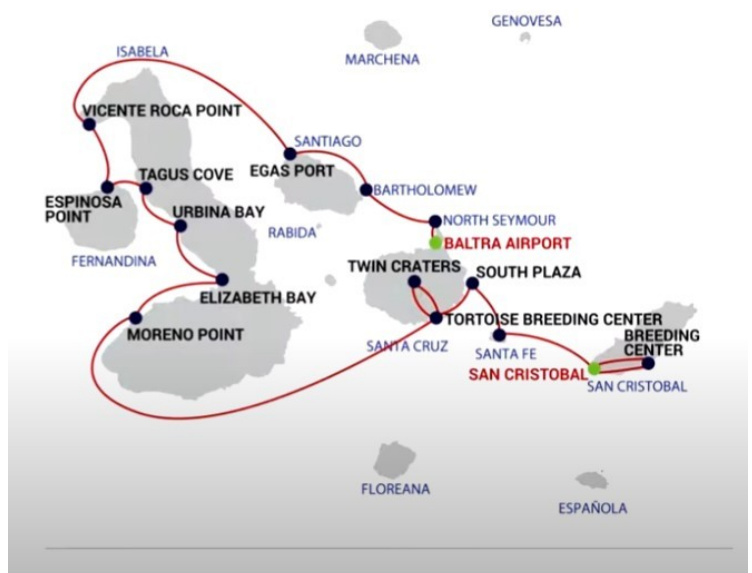 GENOVESA
ISABELA
MARCHENA
VICENTE ROCA POINT
SANTIAGO
EGAS PORT
TAGUS COVE
BARTHOLOMEW
ESPINOSA
POINT
URBINA BAY
NORTH SEYMOUR
RABIDA
BALTRA AIRPORT
FERNANDINA
TWIN CRATERS
SOUTH PLAZA
ELIZABETH BAY
TORTOISE BREEDING CENTER
MORENO POINT
BREEDING
CENTER
SANTA CRUZ
SANTA FE
SAN CRISTOBAL
SAN CRISTOBAL
FLOREANA
ESPAÑOLA